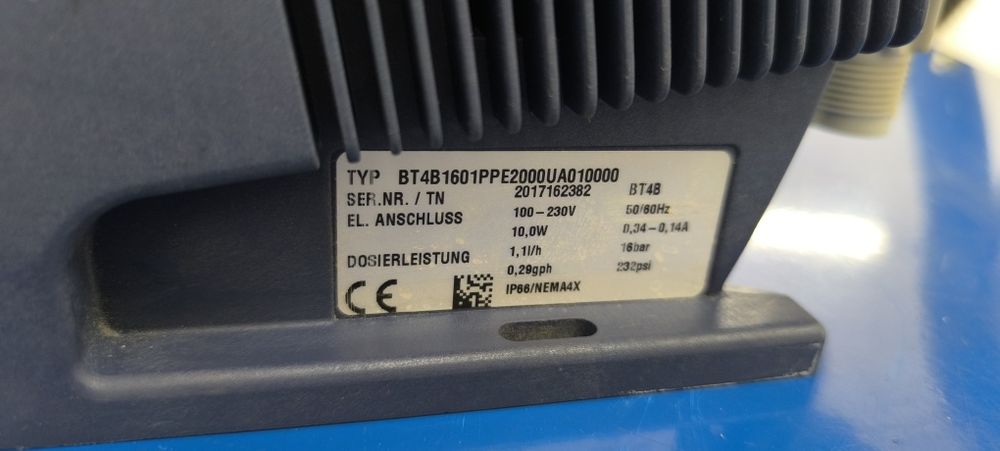 TYP BT4B1601PPE2000UA010000
SER.NR. / TN 2017162382 BT4B
EL. ANSCHLUSS 100-230V 50/60Hz
10,0W 0,34-0,14A
DOSIERLEISTUNG 1,1l/h 16bar
0,29gph 232psi
CE IP66/NEMA4X